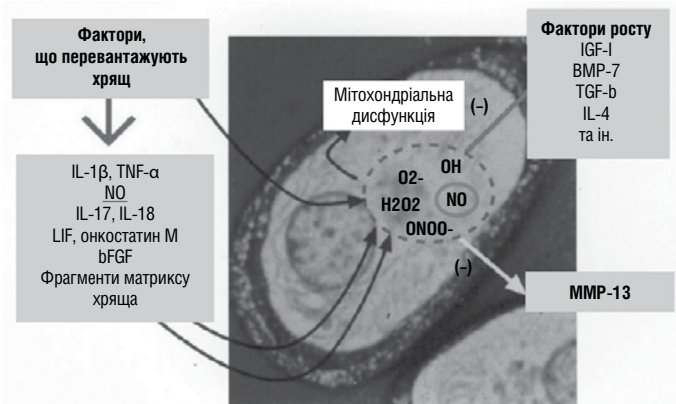 Фактори,
що перевантажують
хрящ
IL-1β, TNF-α
NO
IL-17, IL-18
LIF, онкостатин М
bFGF
Фрагменти матриксу
хряща
Мітохондріальна
дисфункція
(-)
O2-
OH
H2O2
NO
ONOO-
(-)
Фактори росту
IGF-I
BMP-7
TGF-b
IL-4
та ін.
MMP-13